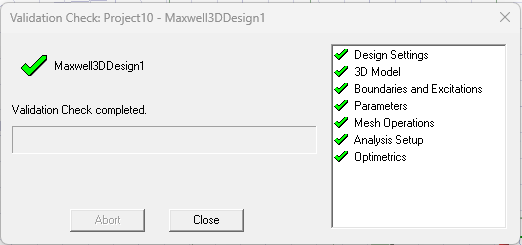 Validation Check: Project10 - Maxwell3DDesign1
Maxwell3DDesign1
Validation Check completed.
Abort
Close
Design Settings
3D Model
Boundaries and Excitations
Parameters
Mesh Operations
Analysis Setup
Optimetrics